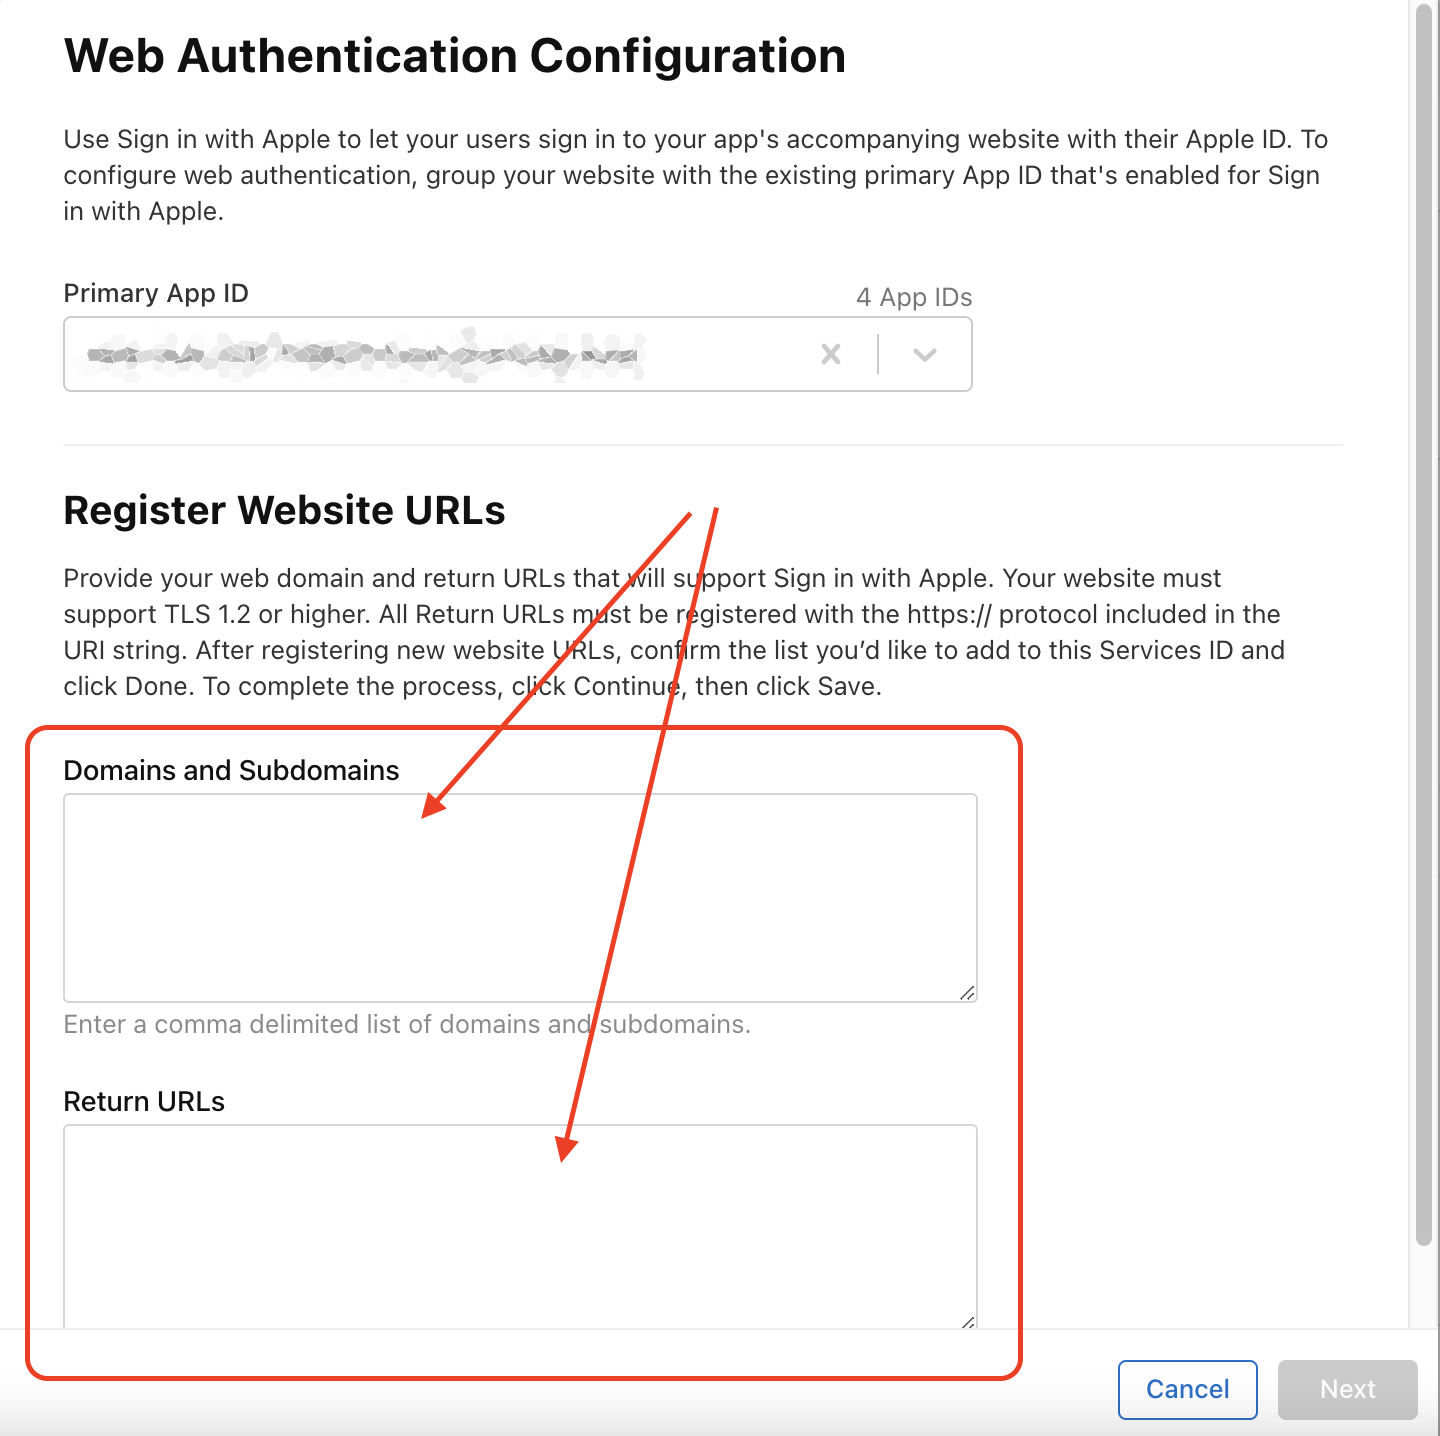 Web Authentication Configuration
Use Sign in with Apple to let your users sign in to your app's accompanying website with their Apple ID. To
configure web authentication, group your website with the existing primary App ID that's enabled for Sign
in with Apple.
Primary App ID
4 App IDs
Register Website URLs
Provide your web domain and return URLs that will support Sign in with Apple. Your website must
support TLS 1.2 or higher. All Return URLs must be registered with the https:// protocol included in the
URI string. After registering new website URLs, confirm the list you’d like to add to this Services ID and
click Done. To complete the process, click Continue, then click Save.
Domains and Subdomains
Enter a comma delimited list of domains and subdomains.
Return URLs
Cancel
Next